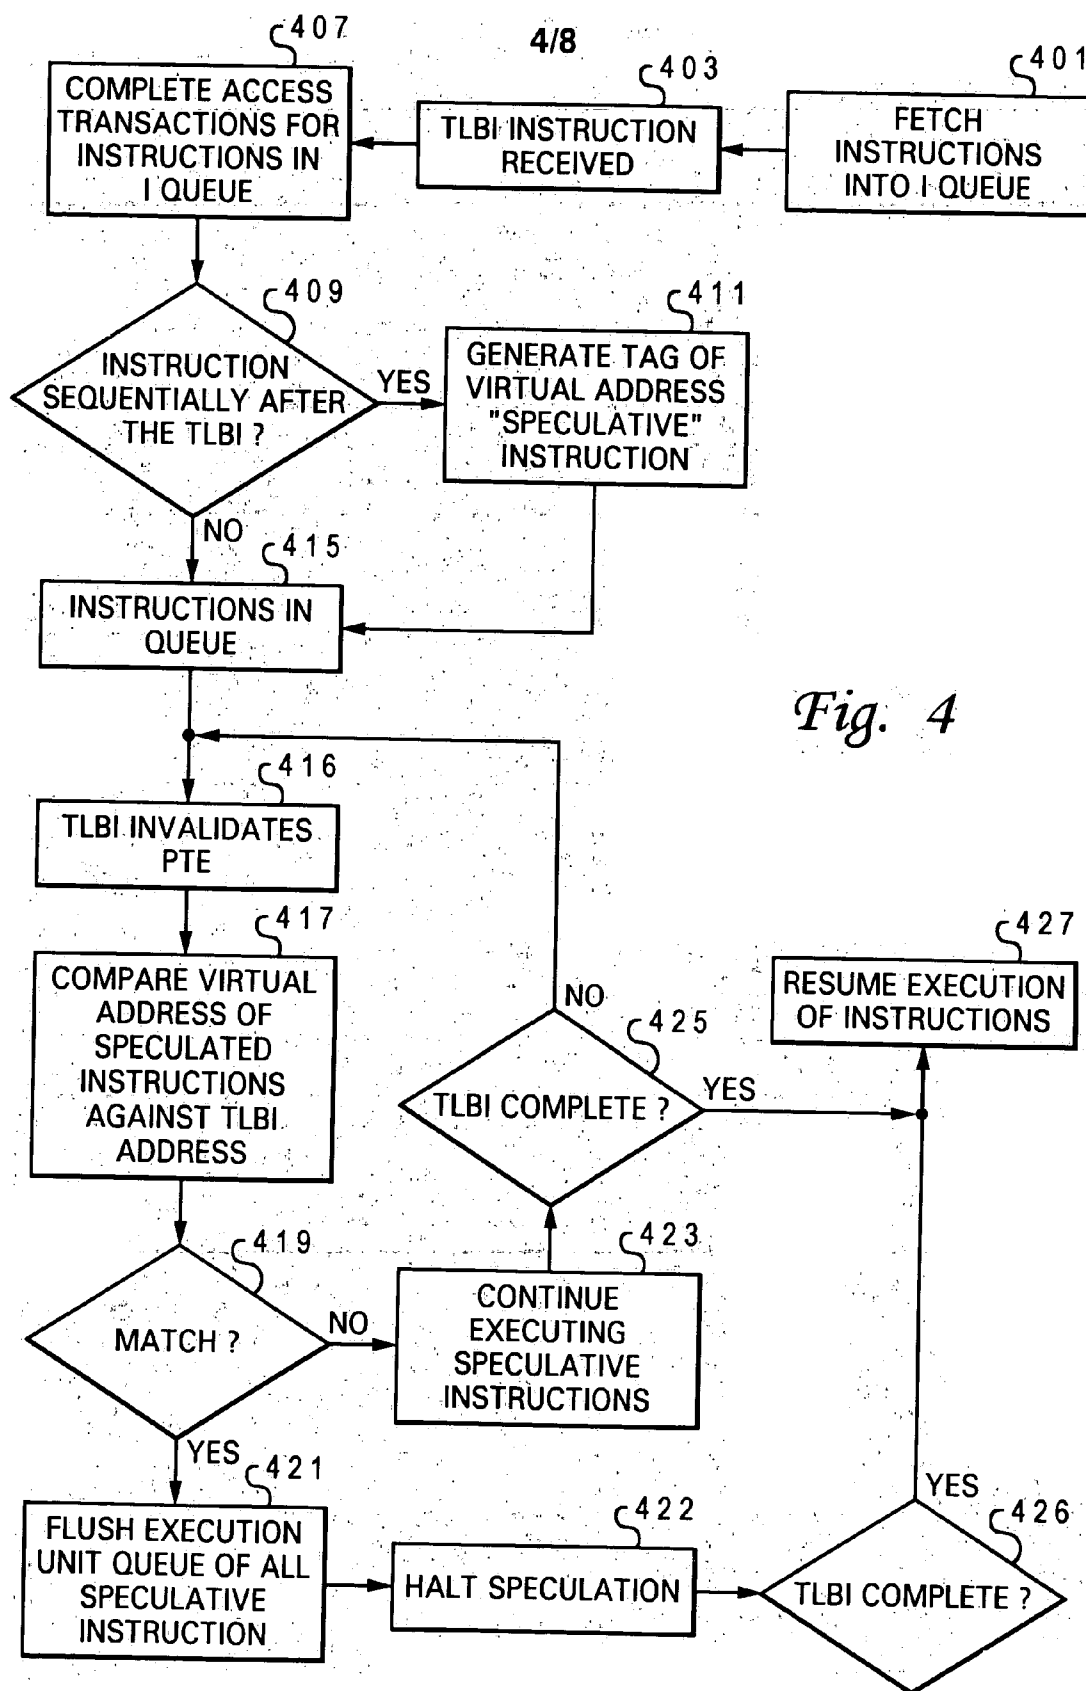 4/8
407
COMPLETE ACCESS
TRANSACTIONS FOR
INSTRUCTIONS IN
I QUEUE
403
TLBI INSTRUCTION
RECEIVED
401
FETCH
INSTRUCTIONS
INTO I QUEUE
409
INSTRUCTION
SEQUENTIALLY AFTER
THE TLBI ?
YES
NO
411
GENERATE TAG OF
VIRTUAL ADDRESS
"SPECULATIVE"
INSTRUCTION
415
INSTRUCTIONS IN
QUEUE
Fig. 4
416
TLBI INVALIDATES
PTE
417
COMPARE VIRTUAL
ADDRESS OF
SPECULATED
INSTRUCTIONS
AGAINST TLBI
ADDRESS
419
MATCH ?
NO
YES
423
CONTINUE
EXECUTING
SPECULATIVE
INSTRUCTIONS
425
TLBI COMPLETE ?
NO
YES
427
RESUME EXECUTION
OF INSTRUCTIONS
421
FLUSH EXECUTION
UNIT QUEUE OF ALL
SPECULATIVE
INSTRUCTION
422
HALT SPECULATION
426
TLBI COMPLETE ?
YES